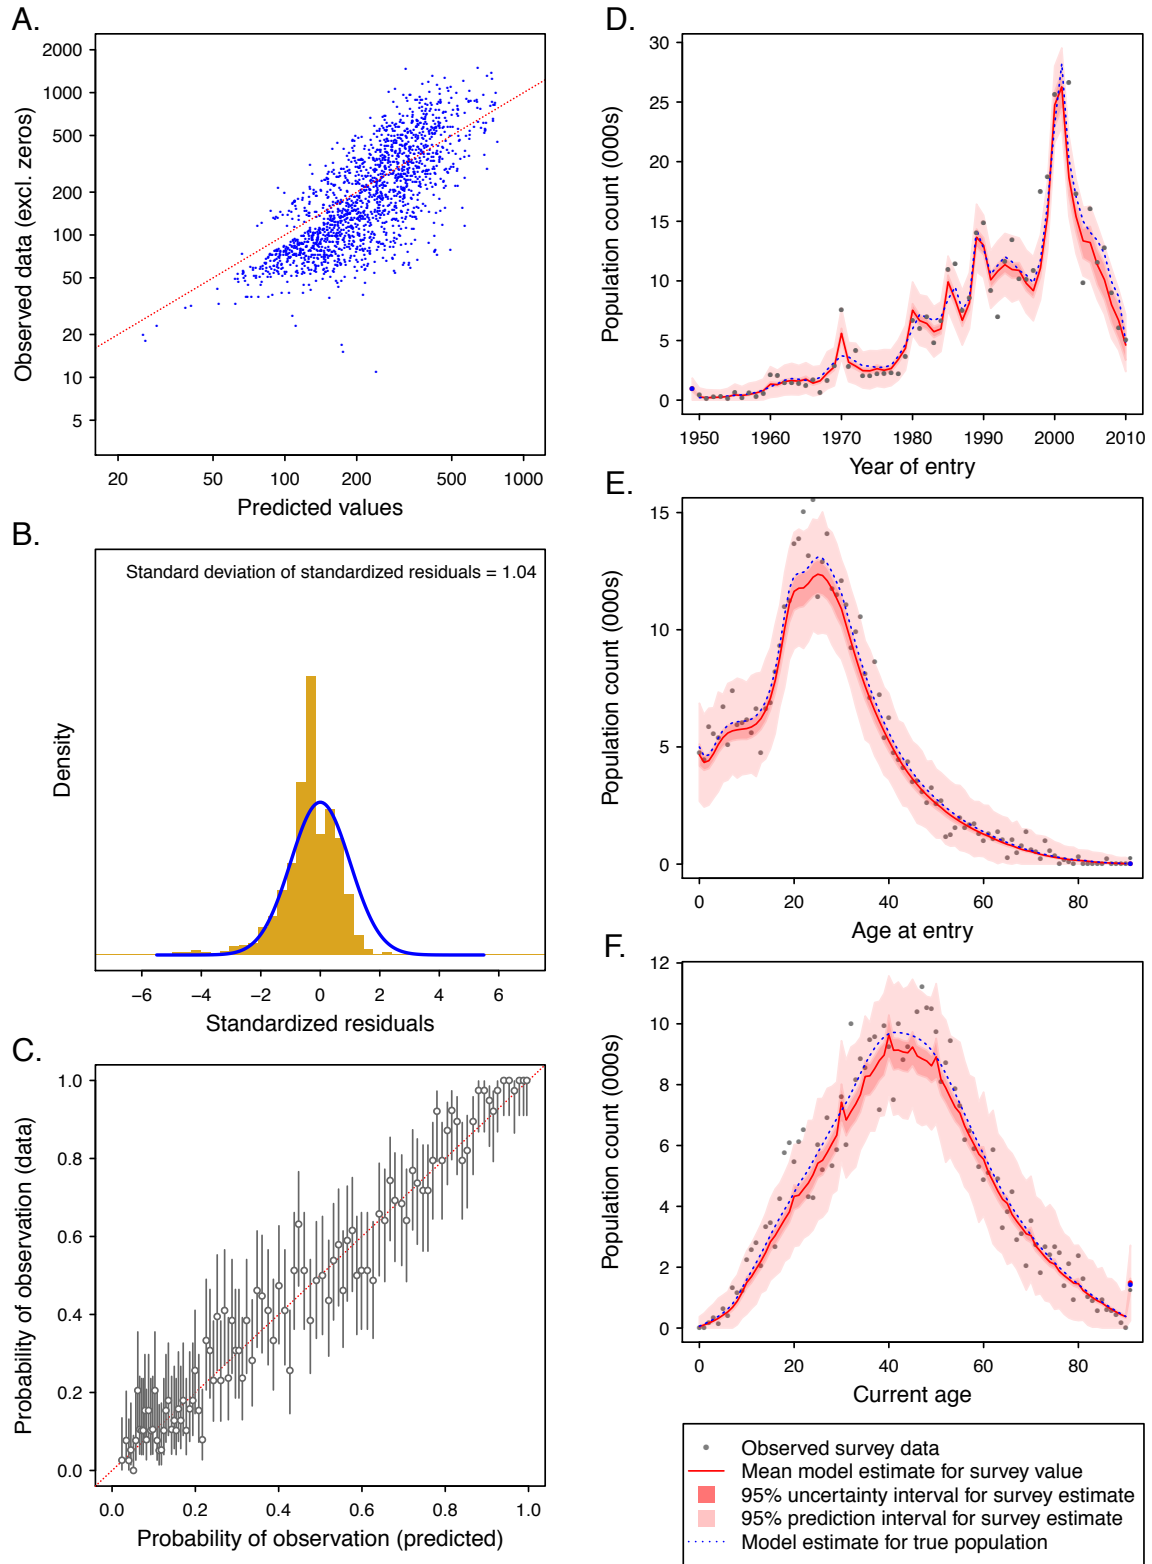 A.
2000
1000
500
200
100
50
20
10
5
Observed data (excl. zeros)
20 50 100 200 500 1000
Predicted values
B.
Standard deviation of standardized residuals = 1.04
Density
−6 −4 −2 0 2 4 6
Standardized residuals
C.
1.0
0.8
0.6
0.4
0.2
0.0
Probability of observation (data)
0.0 0.2 0.4 0.6 0.8 1.0
Probability of observation (predicted)
D.
30
25
20
15
10
5
0
Population count (000s)
1950 1960 1970 1980 1990 2000 2010
Year of entry
E.
15
10
5
0
Population count (000s)
0 20 40 60 80
Age at entry
F.
12
10
8
6
4
2
0
Population count (000s)
0 20 40 60 80
Current age
Observed survey data
Mean model estimate for survey value
95% uncertainty interval for survey estimate
95% prediction interval for survey estimate
Model estimate for true population